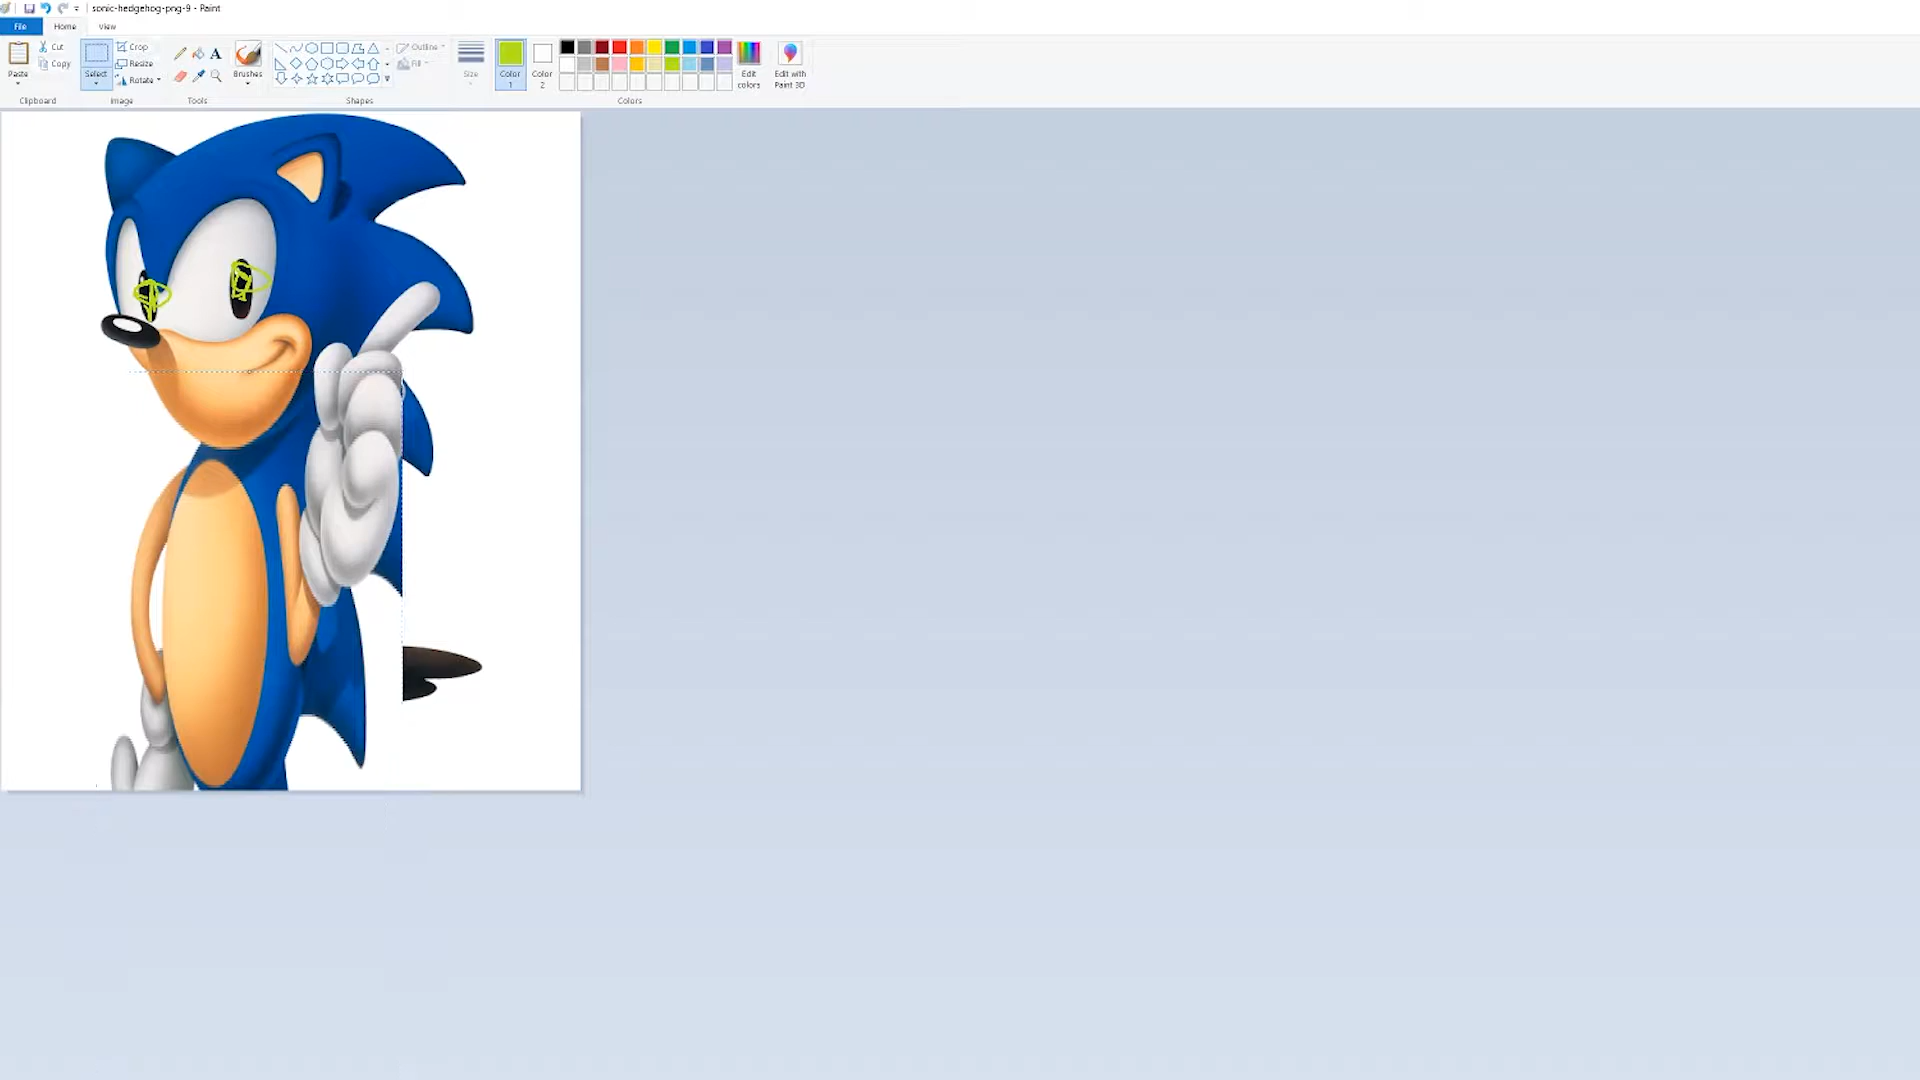 sonic-hedgehog-png-9 - Paint
File Home View
Paste
Cut
Copy
Clipboard
Select
Crop
Resize
Rotate
Image
A
Tools
Brushes
Outline
Fill
Shapes
Size
Color 1
Color 2
Edit colors
Edit with Paint 3D
Colors